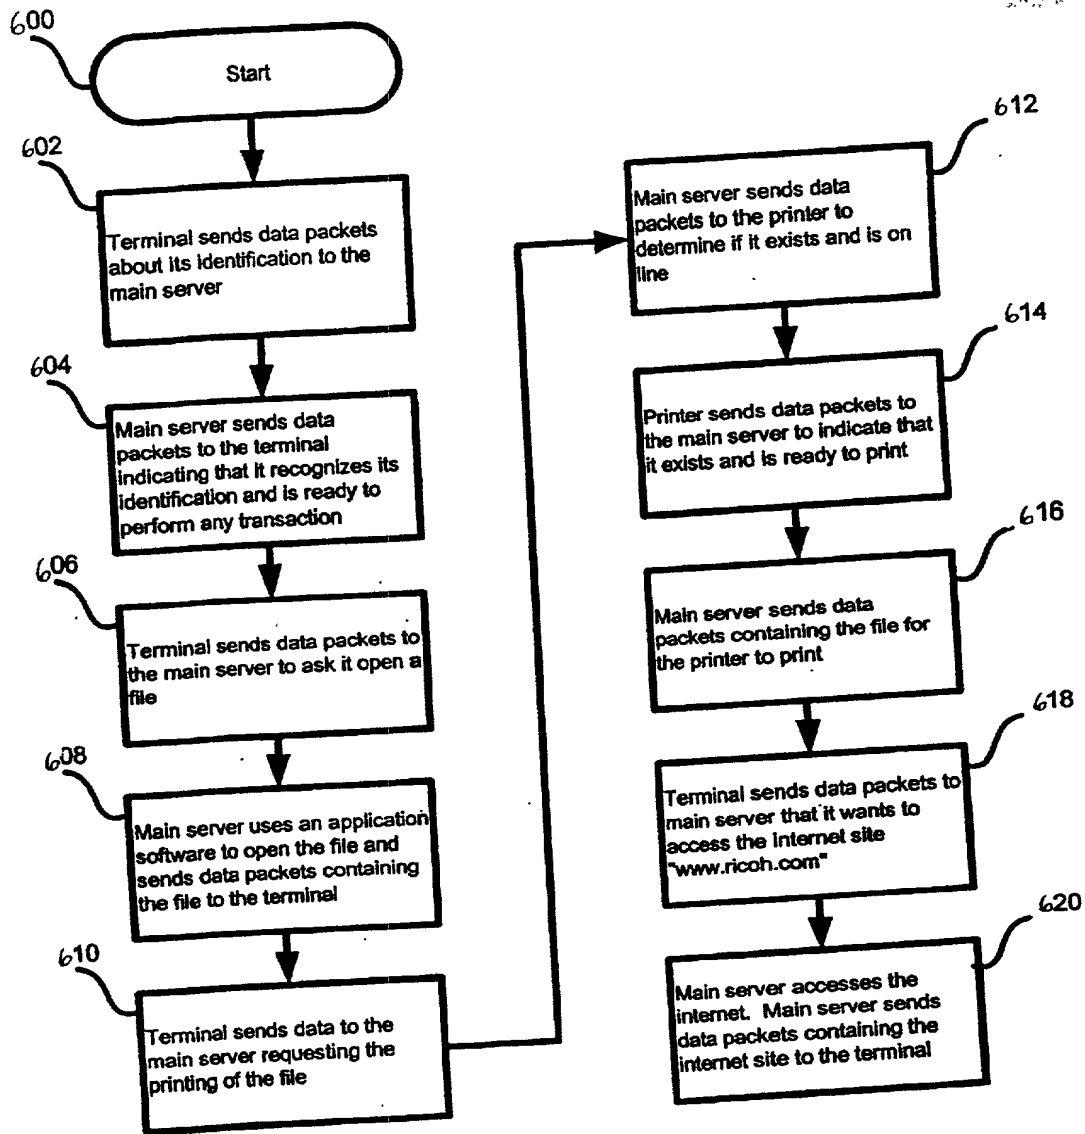 600
Start
602
Terminal sends data packets
about its identification to the
main server
604
Main server sends data
packets to the terminal
indicating that it recognizes its
identification and is ready to
perform any transaction
606
Terminal sends data packets to
the main server to ask it open a
file
608
Main server uses an application
software to open the file and
sends data packets containing
the file to the terminal
610
Terminal sends data to the
main server requesting the
printing of the file
612
Main server sends data
packets to the printer to
determine if it exists and is on
line
614
Printer sends data packets to
the main server to indicate that
it exists and is ready to print
616
Main server sends data
packets containing the file for
the printer to print
618
Terminal sends data packets to
main server that it wants to
access the internet site
"www.ricoh.com"
620
Main server accesses the
internet. Main server sends
data packets containing the
internet site to the terminal